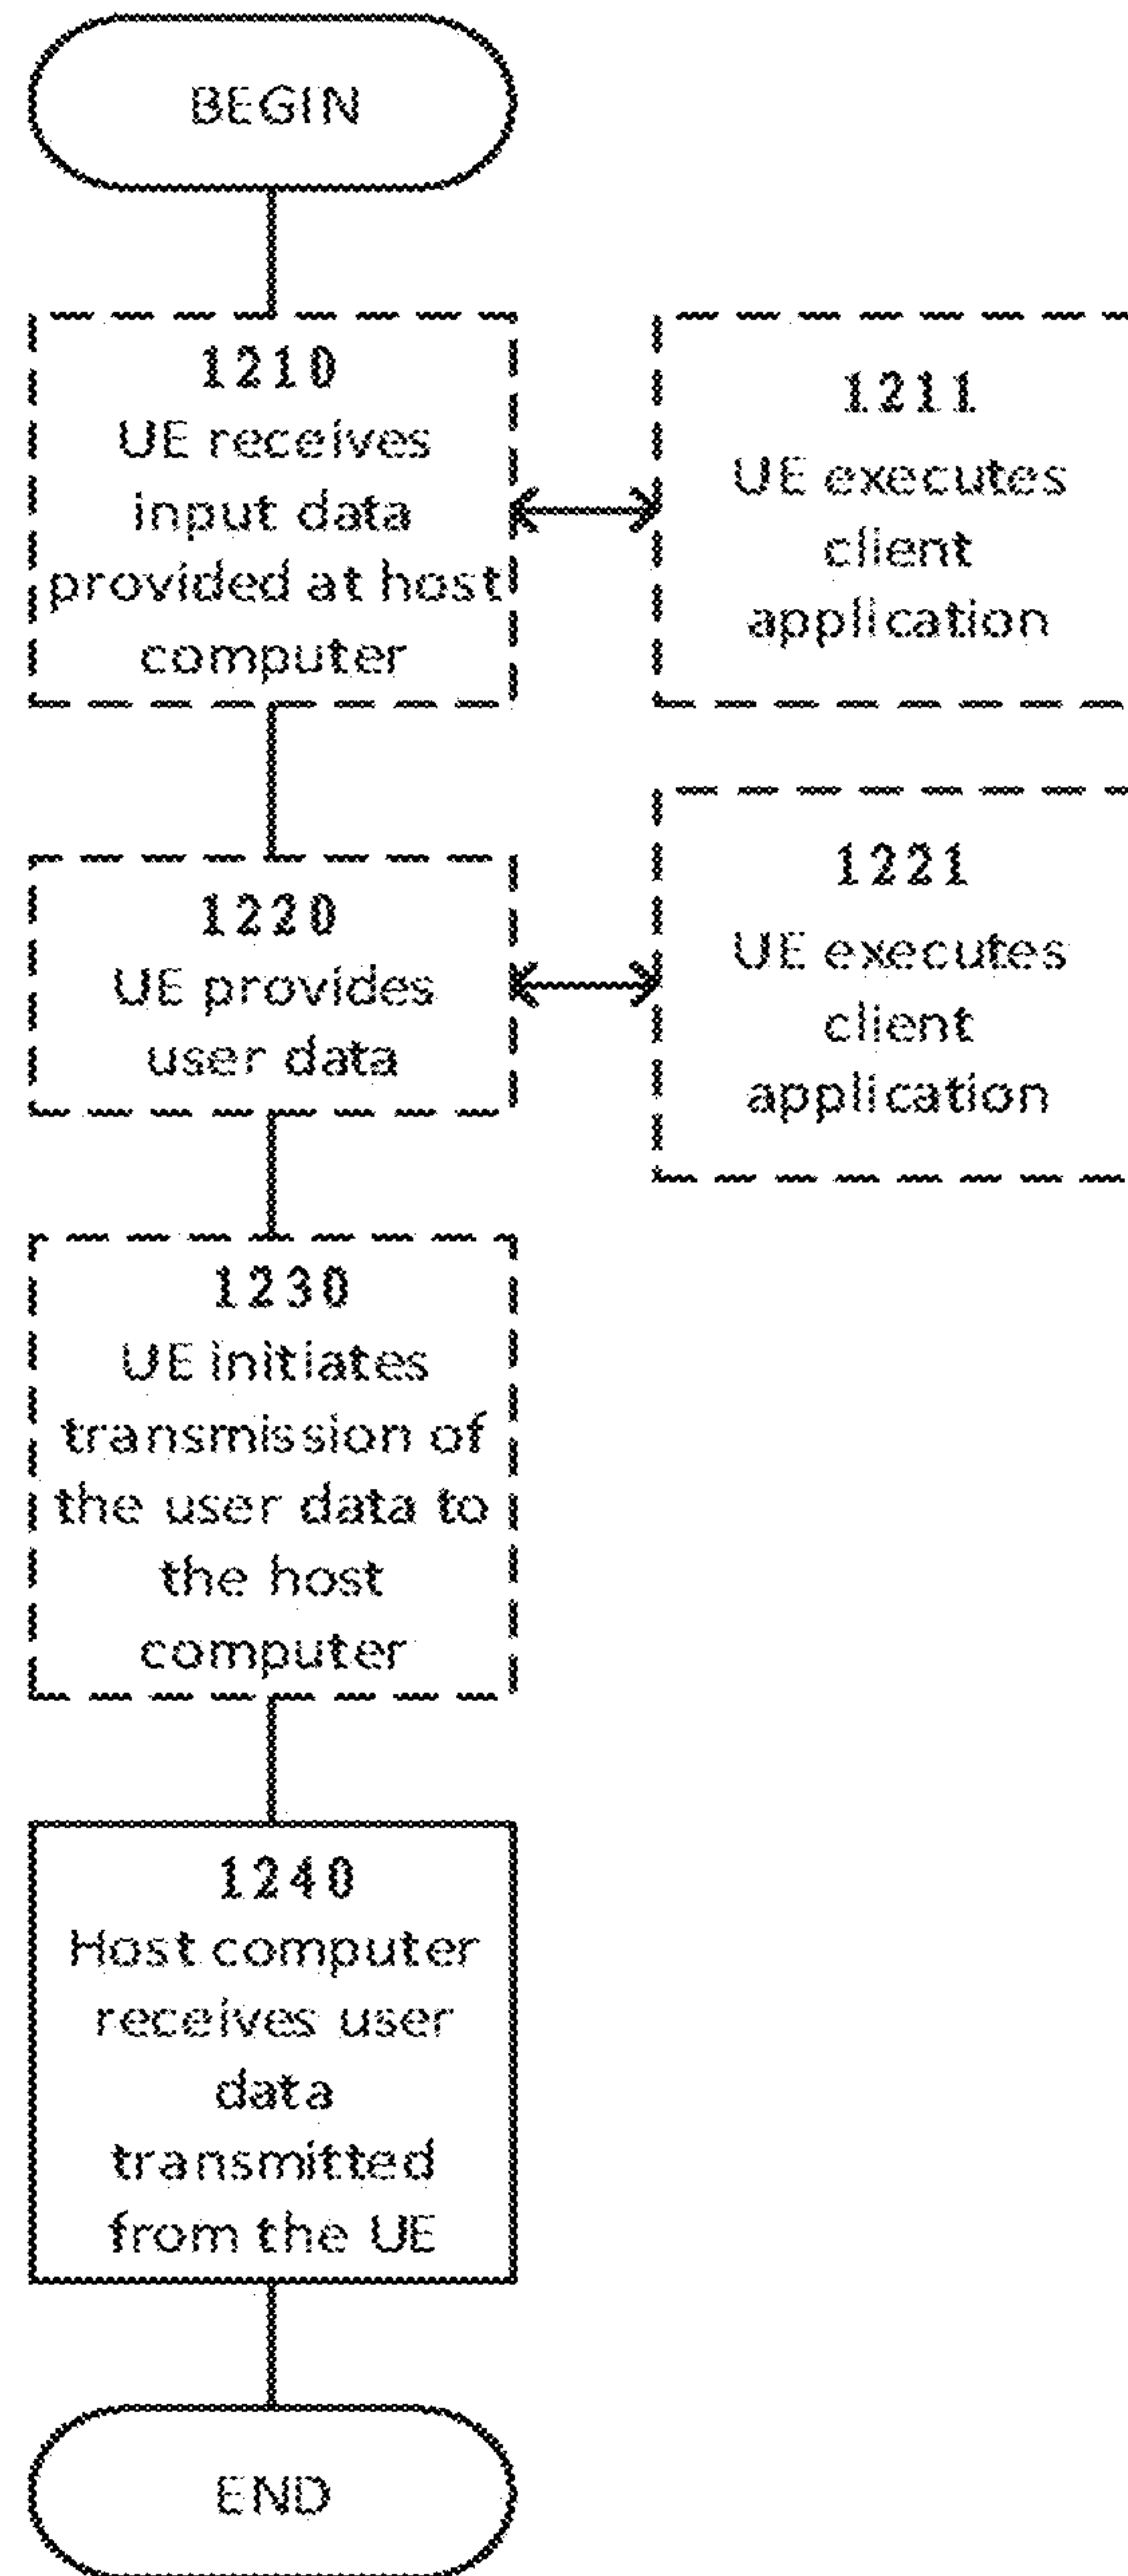 BEGIN
1210
UE receives
input data
provided at host
computer
1211
UE executes
client
application
1220
UE provides
user data
1221
UE executes
client
application
1230
UE initiates
transmission of
the user data to
the host
computer
1240
Host computer
receives user
data
transmitted
from the UE
END